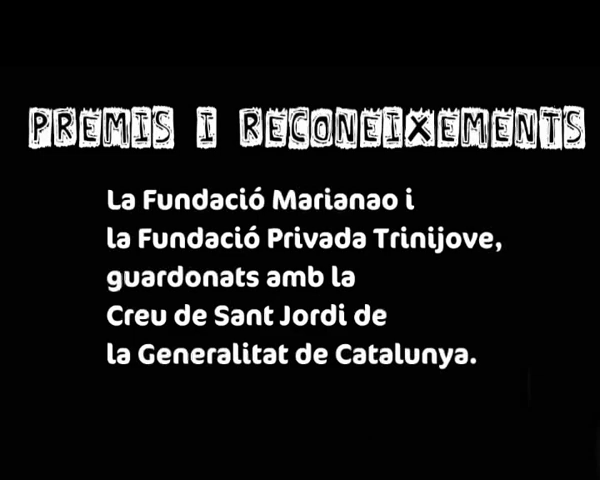 PREMIS I RECONEIXEMENTS
La Fundació Marianao i
la Fundació Privada Trinijove,
guardonats amb la
Creu de Sant Jordi de
la Generalitat de Catalunya.